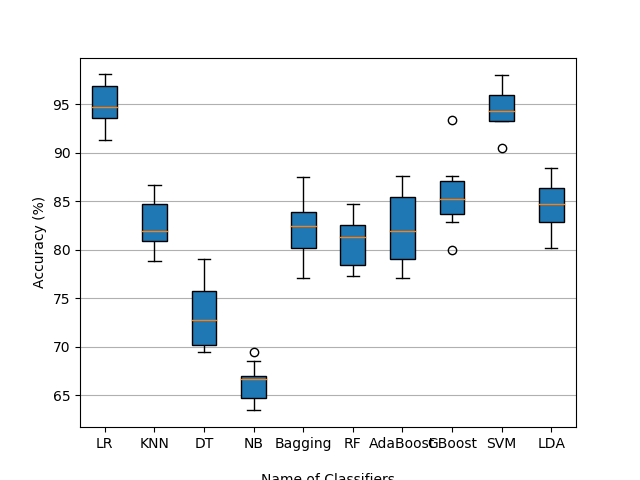 95
90
85
80
75
70
65
Accuracy (%)
LR KNN DT NB Bagging RF AdaBoost GBoost SVM LDA
Name of Classifiers